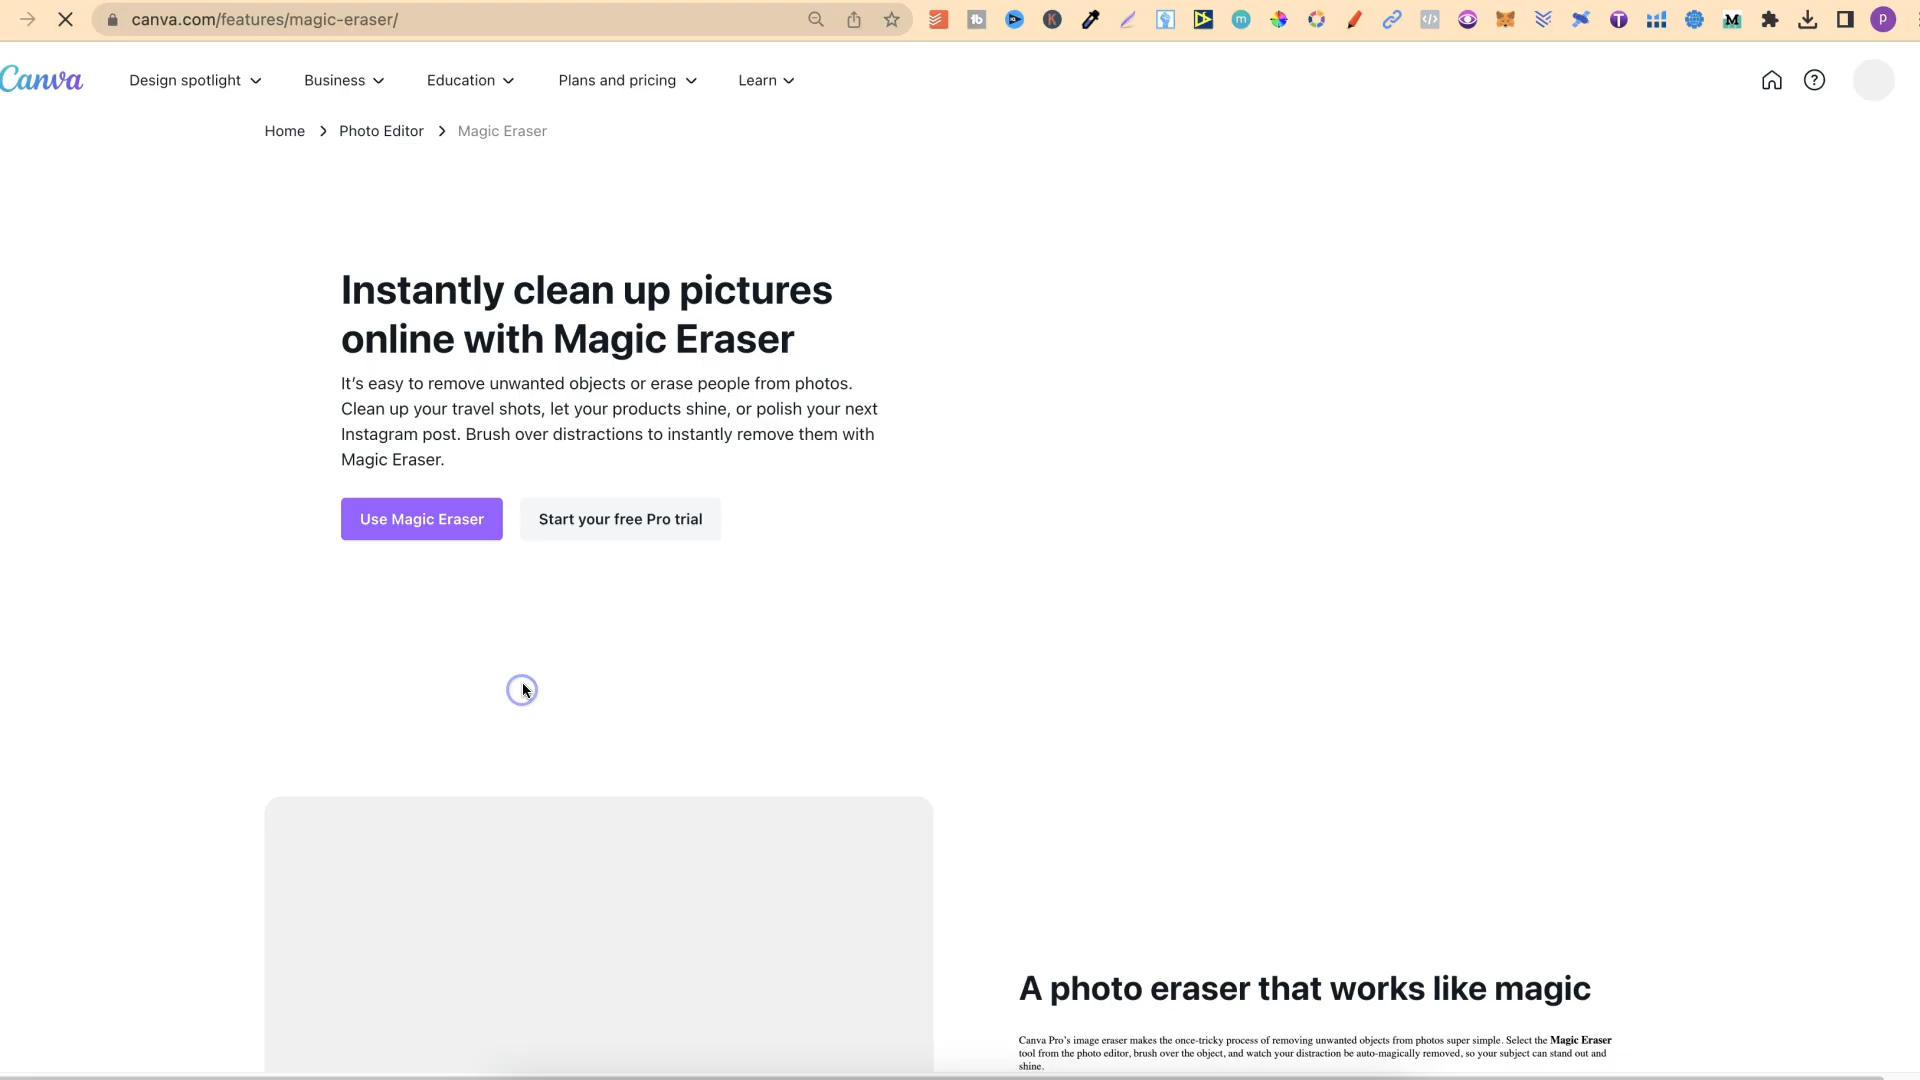 canva.com/features/magic-eraser/
Canva
Design spotlight
Business
Education
Plans and pricing
Learn
Home
Photo Editor
Magic Eraser
Instantly clean up pictures
online with Magic Eraser
It’s easy to remove unwanted objects or erase people from photos.
Clean up your travel shots, let your products shine, or polish your next
Instagram post. Brush over distractions to instantly remove them with
Magic Eraser.
Use Magic Eraser
Start your free Pro trial
A photo eraser that works like magic
Canva Pro’s image eraser makes the once-tricky process of removing unwanted objects from photos super simple. Select the Magic Eraser
tool from the photo editor, brush over the object, and watch your distraction be auto-magically removed, so your subject can stand out and
shine.